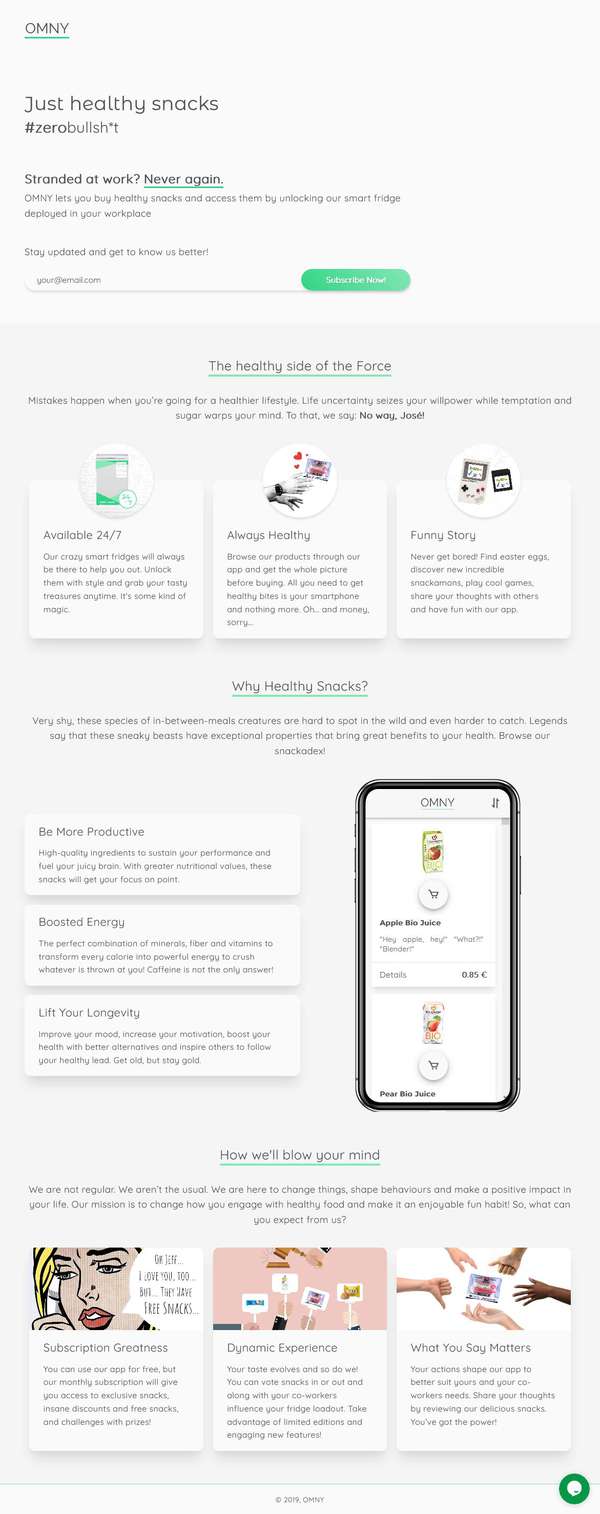 OMNY
Just healthy snacks
#zerobullsh*t
Stranded at work? Never again.
OMNY lets you buy healthy snacks and access them by unlocking our smart fridge
deployed in your workplace
Stay updated and get to know us better!
your@email.com
Subscribe Now!
The healthy side of the Force
Mistakes happen when you're going for a healthier lifestyle. Life uncertainty seizes your willpower while temptation and
sugar warps your mind. To that, we say: No way, José!
24/7
Available 24/7
Our crazy smart fridges will always
be there to help you out. Unlock
them with style and grab your tasty
treasures anytime. It's some kind of
magic.
Always Healthy
Browse our products through our
app and get the whole picture
before buying. All you need to get
healthy bites is your smartphone
and nothing more. Oh... and money,
sorry...
Funny Story
Never get bored! Find easter eggs,
discover new incredible
snackamons, play cool games,
share your thoughts with others
and have fun with our app.
Why Healthy Snacks?
Very shy, these species of in-between-meals creatures are hard to spot in the wild and even harder to catch. Legends
say that these sneaky beasts have exceptional properties that bring great benefits to your health. Browse our
snackadex!
Be More Productive
High-quality ingredients to sustain your performance and
fuel your juicy brain. With greater nutritional values, these
snacks will get your focus on point.
Boosted Energy
The perfect combination of minerals, fiber and vitamins to
transform every calorie into powerful energy to crush
whatever is thrown at you! Caffeine is not the only answer!
Lift Your Longevity
Improve your mood, increase your motivation, boost your
health with better alternatives and inspire others to follow
your healthy lead. Get old, but stay gold.
OMNY
Apple Bio Juice
"Hey apple, hey!" "What?!"
"Blender!"
Details 0.85 €
BIO
Pear Bio Juice
How we'll blow your mind
We are not regular. We aren't the usual. We are here to change things, shape behaviours and make a positive impact in
your life. Our mission is to change how you engage with healthy food and make it an enjoyable fun habit! So, what can
you expect from us?
OH JEFF...
I LOVE YOU, TOO...
BUT... THEY HAVE
FREE SNACKS...
Subscription Greatness
You can use our app for free, but
our monthly subscription will give
you access to exclusive snacks,
insane discounts and free snacks,
and challenges with prizes!
Dynamic Experience
Your taste evolves and so do we!
You can vote snacks in or out and
along with your co-workers
influence your fridge loadout. Take
advantage of limited editions and
engaging new features!
What You Say Matters
Your actions shape our app to
better suit yours and your co-
workers needs. Share your thoughts
by reviewing our delicious snacks.
You've got the power!
© 2019, OMNY